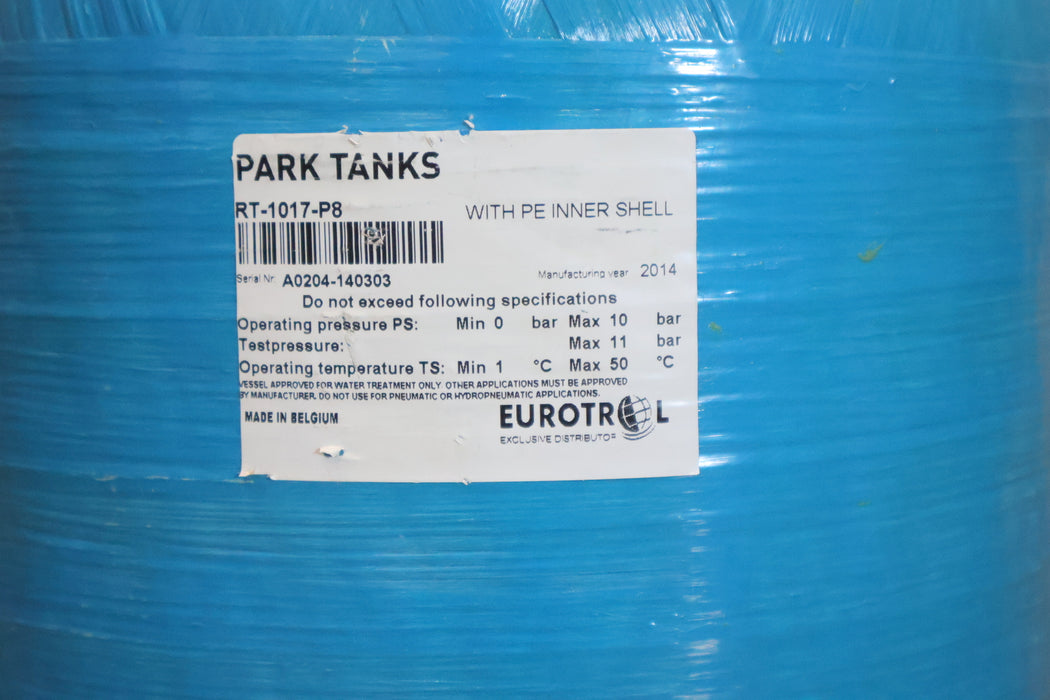 PARK TANKS
RT-1017-P8 WITH PE INNER SHELL
Serial Nr: A0204-140303 Manufacturing year 2014
Do not exceed following specifications
Operating pressure PS: Min 0 bar Max 10 bar
Testpressure: Max 11 bar
Operating temperature TS: Min 1 °C Max 50 °C
VESSEL APPROVED FOR WATER TREATMENT ONLY. OTHER APPLICATIONS MUST BE APPROVED
BY MANUFACTURER. DO NOT USE FOR PNEUMATIC OR HYDROPNEUMATIC APPLICATIONS.
MADE IN BELGIUM EUROTROL
EXCLUSIVE DISTRIBUTOR